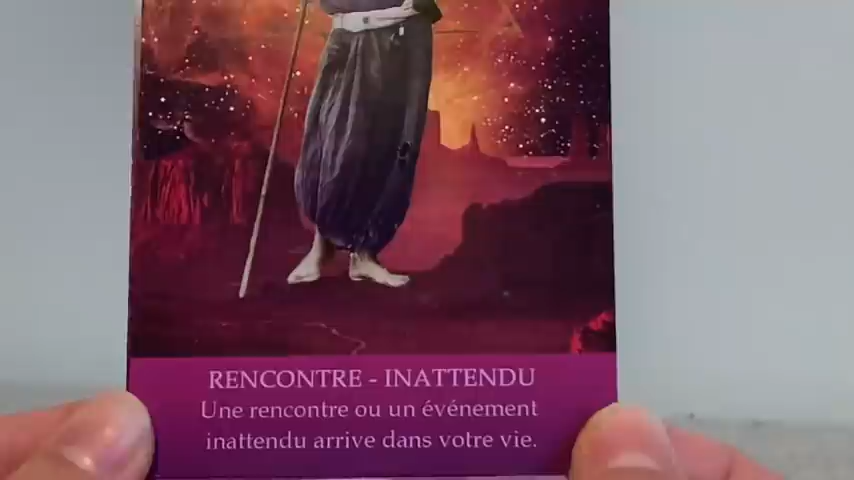 RENCONTRE - INATTENDU
Une rencontre ou un événement
inattendu arrive dans votre vie.